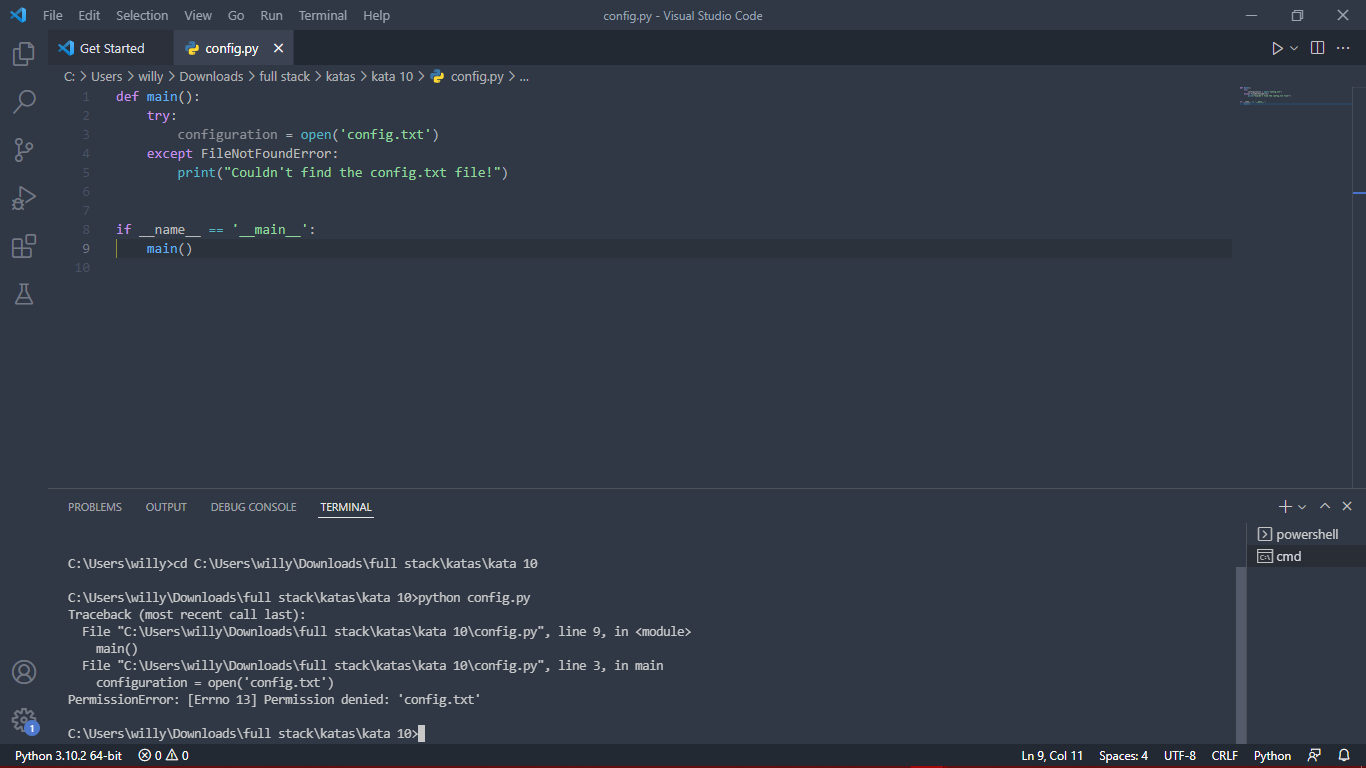 File Edit Selection View Go Run Terminal Help config.py - Visual Studio Code
Get Started config.py
C: > Users > willy > Downloads > full stack > katas > kata 10 > config.py > ...
1 def main():
2 try:
3 configuration = open('config.txt')
4 except FileNotFoundError:
5 print("Couldn't find the config.txt file!")
6
7
8 if __name__ == '__main__':
9 main()
10
PROBLEMS OUTPUT DEBUG CONSOLE TERMINAL
powershell
cmd
C:\Users\willy>cd C:\Users\willy\Downloads\full stack\katas\kata 10
C:\Users\willy\Downloads\full stack\katas\kata 10>python config.py
Traceback (most recent call last):
File "C:\Users\willy\Downloads\full stack\katas\kata 10\config.py", line 9, in <module>
main()
File "C:\Users\willy\Downloads\full stack\katas\kata 10\config.py", line 3, in main
configuration = open('config.txt')
PermissionError: [Errno 13] Permission denied: 'config.txt'
C:\Users\willy\Downloads\full stack\katas\kata 10>
1
Python 3.10.2 64-bit 0 0 Ln 9, Col 11 Spaces: 4 UTF-8 CRLF Python